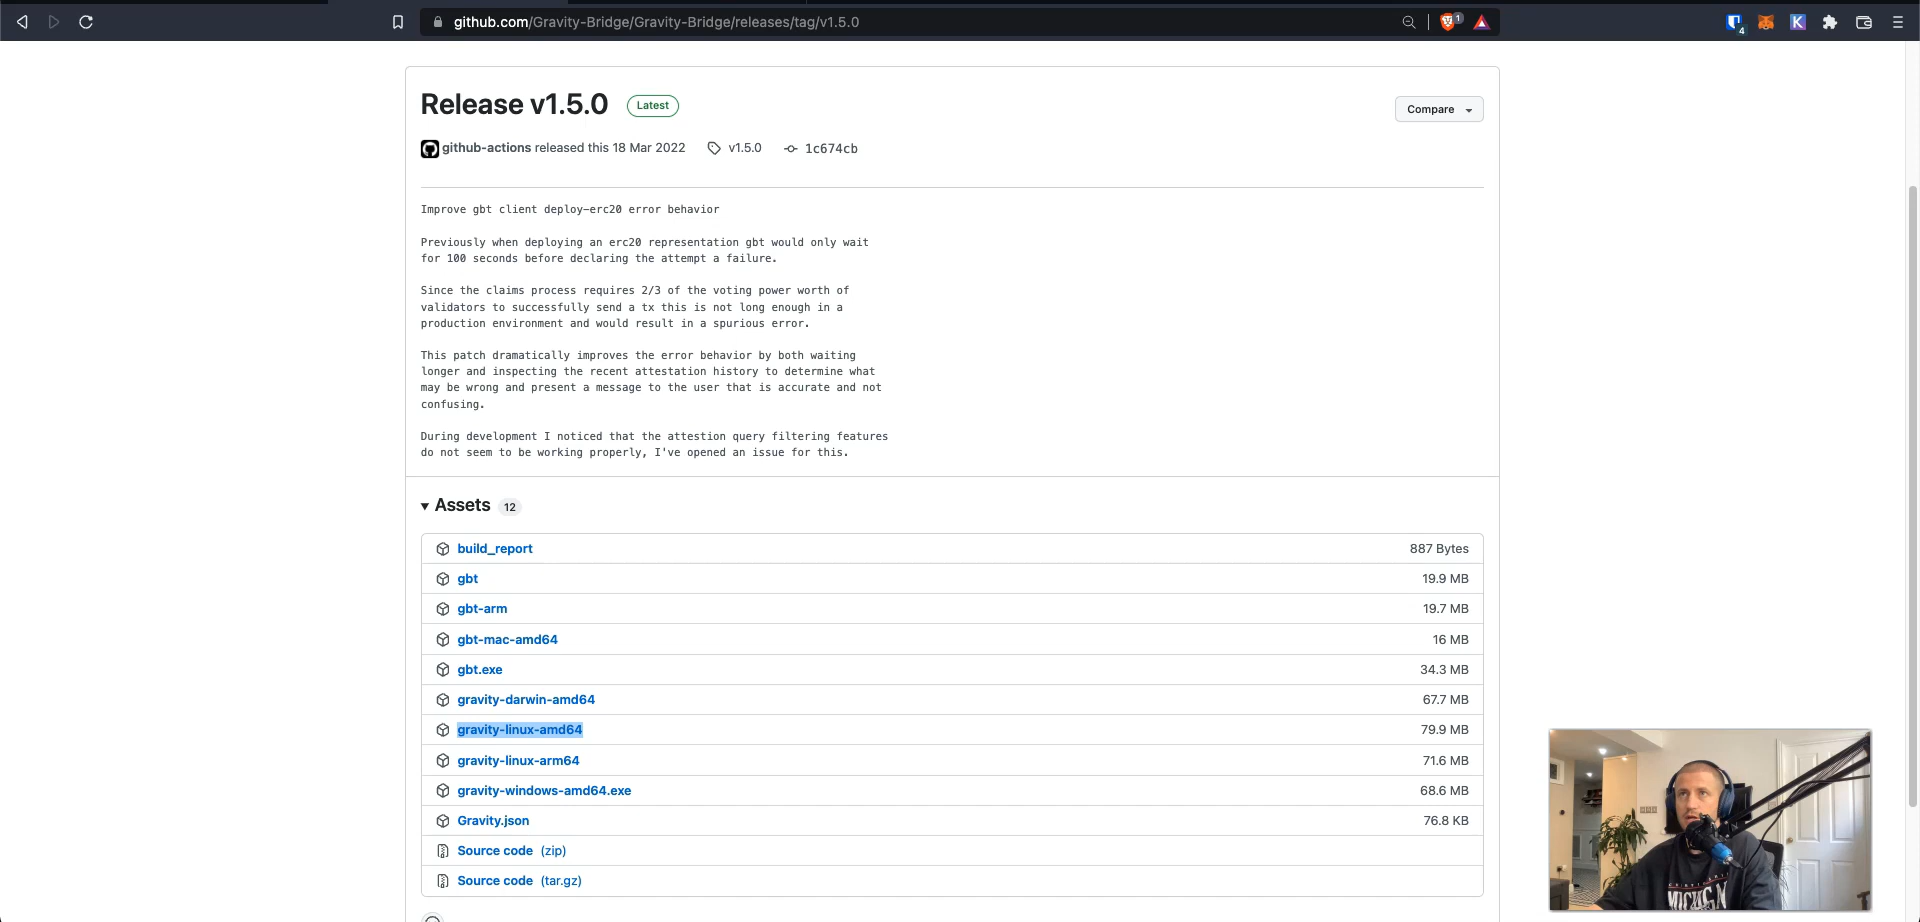 github.com/Gravity-Bridge/Gravity-Bridge/releases/tag/v1.5.0
1
4
K
Release v1.5.0 Latest
Compare
github-actions released this 18 Mar 2022 v1.5.0 1c674cb
Improve gbt client deploy-erc20 error behavior
Previously when deploying an erc20 representation gbt would only wait
for 100 seconds before declaring the attempt a failure.
Since the claims process requires 2/3 of the voting power worth of
validators to successfully send a tx this is not long enough in a
production environment and would result in a spurious error.
This patch dramatically improves the error behavior by both waiting
longer and inspecting the recent attestation history to determine what
may be wrong and present a message to the user that is accurate and not
confusing.
During development I noticed that the attestion query filtering features
do not seem to be working properly, I've opened an issue for this.
Assets 12
build_report 887 Bytes
gbt 19.9 MB
gbt-arm 19.7 MB
gbt-mac-amd64 16 MB
gbt.exe 34.3 MB
gravity-darwin-amd64 67.7 MB
gravity-linux-amd64 79.9 MB
gravity-linux-arm64 71.6 MB
gravity-windows-amd64.exe 68.6 MB
Gravity.json 76.8 KB
Source code (zip)
Source code (tar.gz)